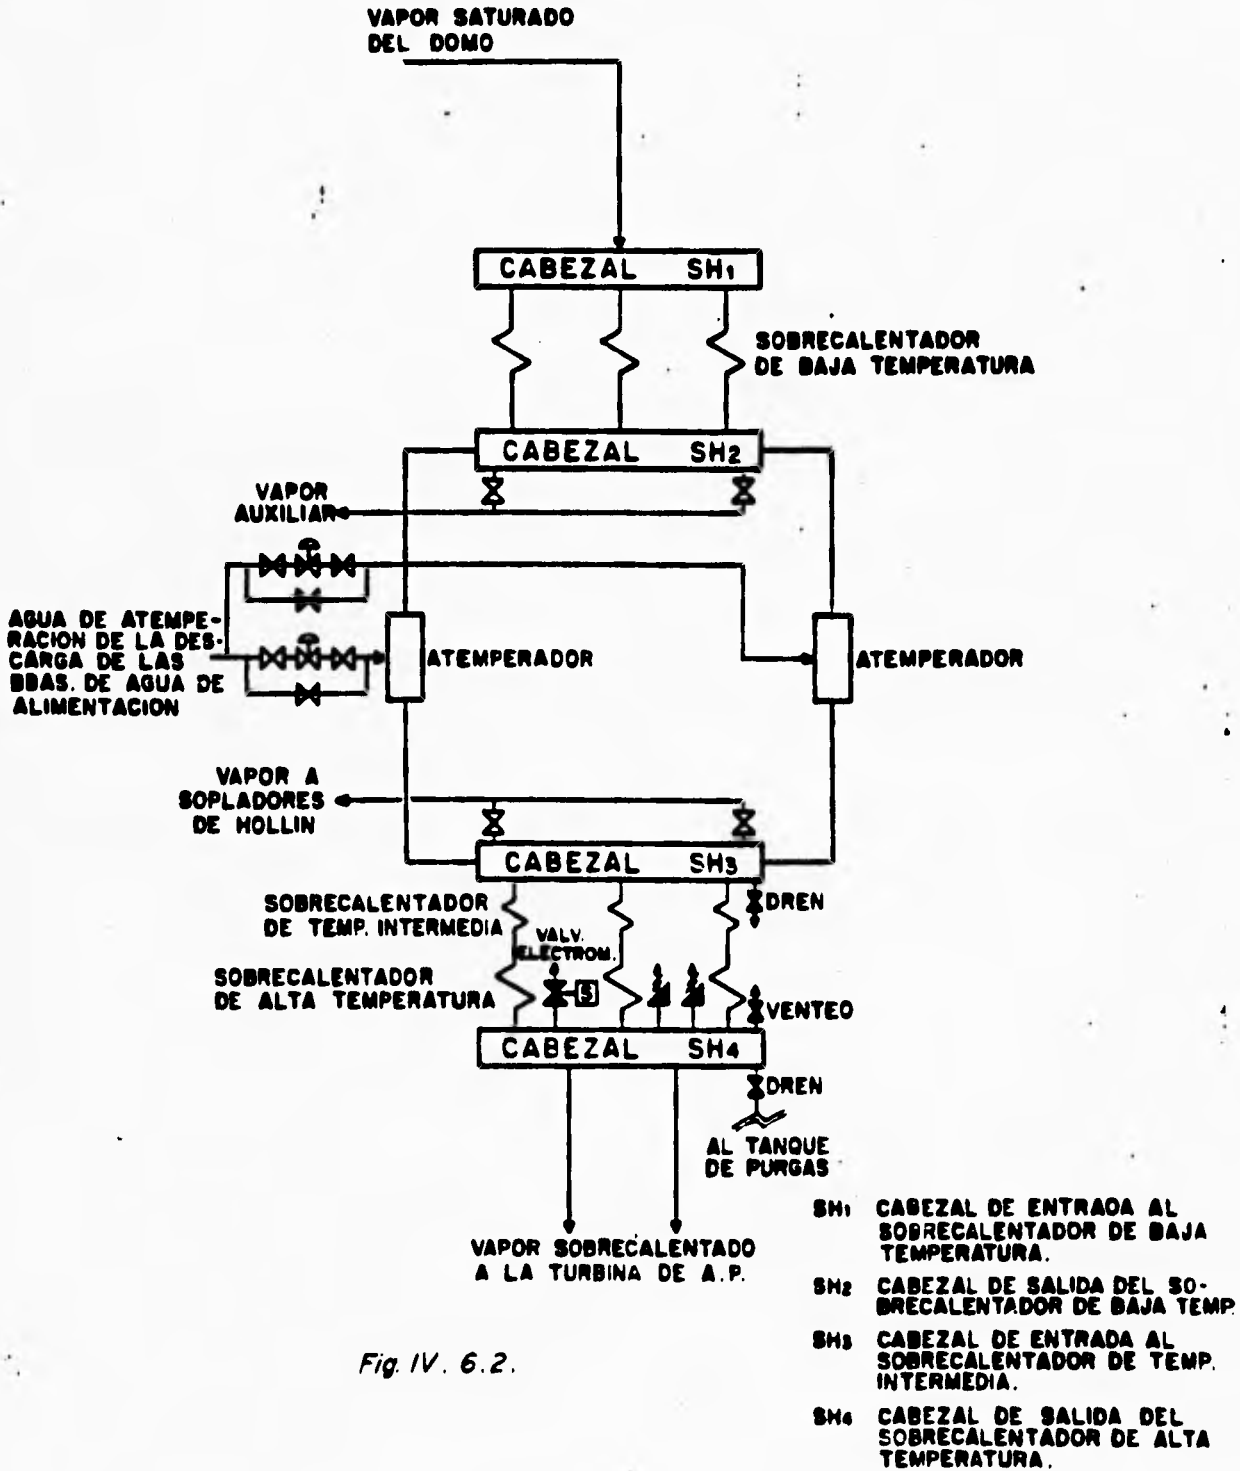 VAPOR SATURADO
DEL DOMO
CABEZAL SH1
SOBRECALENTADOR
DE BAJA TEMPERATURA
CABEZAL SH2
VAPOR
AUXILIAR
AGUA DE ATEMPE-
RACION DE LA DES-
CARGA DE LAS
BBAS. DE AGUA DE
ALIMENTACION
ATEMPERADOR
ATEMPERADOR
VAPOR A
SOPLADORES
DE HOLLIN
CABEZAL SH3
SOBRECALENTADOR
DE TEMP. INTERMEDIA
DREN
VALV.
ELECTROM.
SOBRECALENTADOR
DE ALTA TEMPERATURA
S
VENTEO
CABEZAL SH4
DREN
AL TANQUE
DE PURGAS
VAPOR SOBRECALENTADO
A LA TURBINA DE A.P.
SH1 CABEZAL DE ENTRADA AL
SOBRECALENTADOR DE BAJA
TEMPERATURA.
SH2 CABEZAL DE SALIDA DEL SO-
BRECALENTADOR DE BAJA TEMP.
SH3 CABEZAL DE ENTRADA AL
SOBRECALENTADOR DE TEMP.
INTERMEDIA.
SH4 CABEZAL DE SALIDA DEL
SOBRECALENTADOR DE ALTA
TEMPERATURA.
Fig. IV. 6.2.